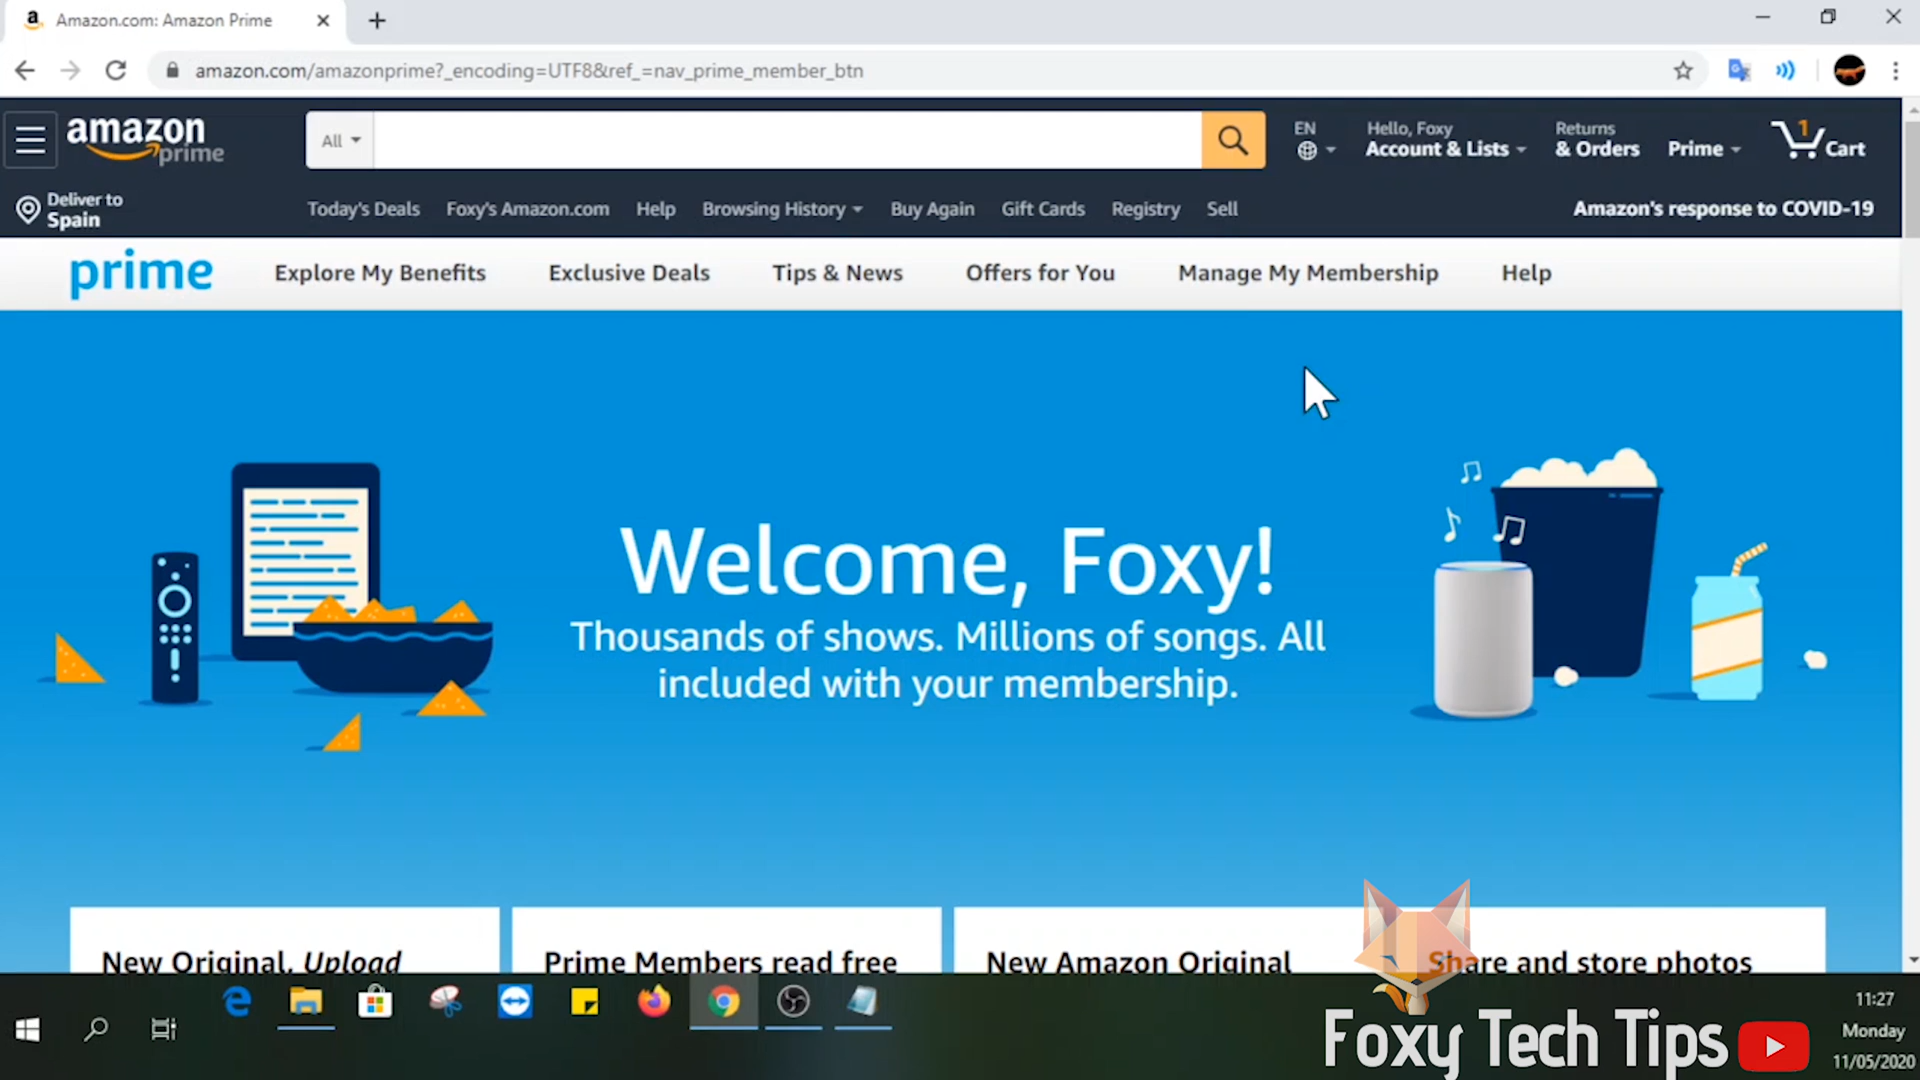 Amazon.com: Amazon Prime
amazon.com/amazonprime?_encoding=UTF8&ref_=nav_prime_member_btn
amazon prime
All
EN
Hello, Foxy
Account & Lists
Returns
& Orders
Prime
1
Cart
Deliver to
Spain
Today's Deals Foxy's Amazon.com Help Browsing History Buy Again Gift Cards Registry Sell
Amazon's response to COVID-19
prime Explore My Benefits Exclusive Deals Tips & News Offers for You Manage My Membership Help
Welcome, Foxy!
Thousands of shows. Millions of songs. All
included with your membership.
New Original, Upload
Prime Members read free
New Amazon Original
Share and store photos
Foxy Tech Tips
11:27
Monday
11/05/2020